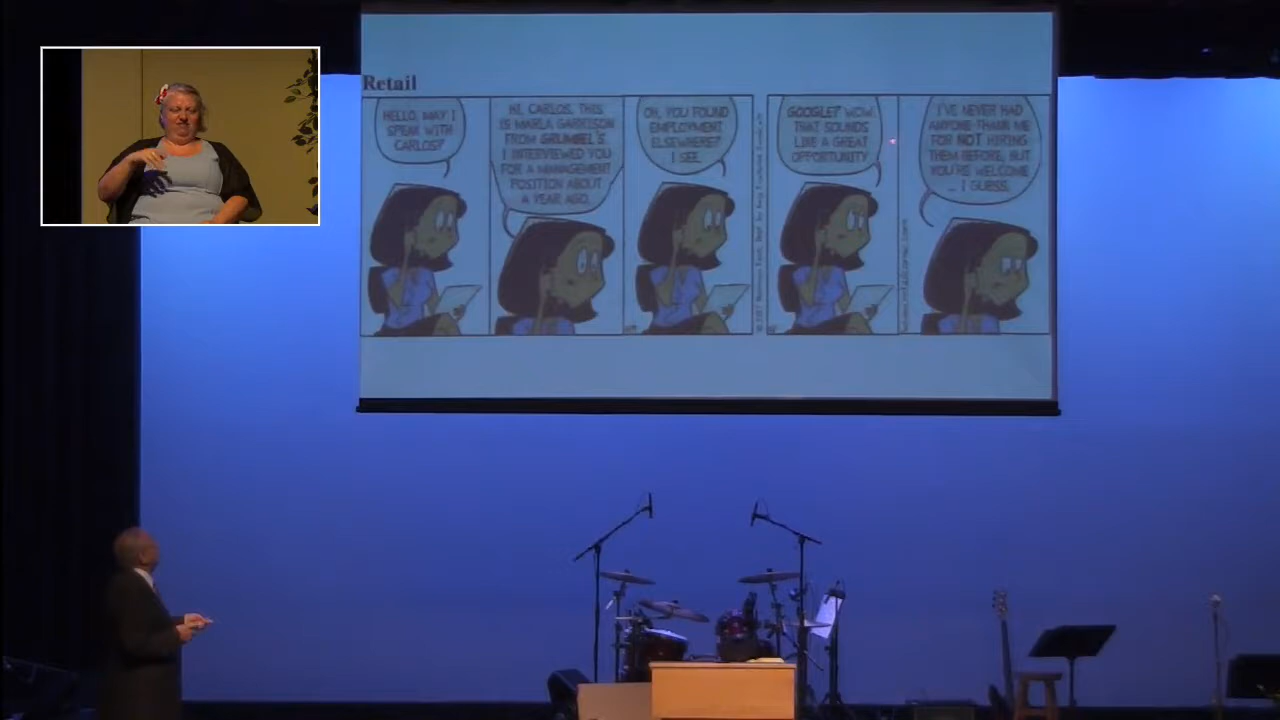 Retail
HELLO, MAY I
SPEAK WITH
CARLOS?
HI, CARLOS. THIS
IS MARLA GARRISON
FROM GRUMBEL'S.
I INTERVIEWED YOU
FOR A MANAGEMENT
POSITION ABOUT
A YEAR AGO.
OH, YOU FOUND
EMPLOYMENT
ELSEWHERE?
I SEE.
GOOGLE? WOW.
THAT SOUNDS
LIKE A GREAT
OPPORTUNITY.
I'VE NEVER HAD
ANYONE THANK ME
FOR NOT HIRING
THEM BEFORE, BUT
YOU'RE WELCOME
... I GUESS.